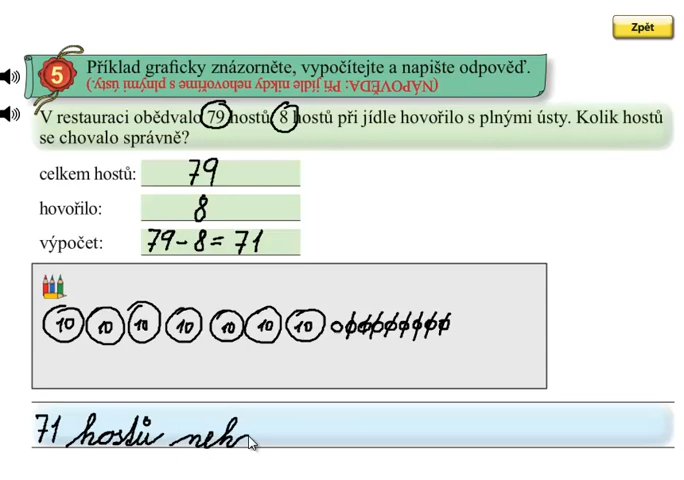 Zpět
5 Příklad graficky znázorněte, vypočítejte a napište odpověď.
(NÁPOVĚDA: Při jídle nikdy nehovoříme s plnými ústy.)
V restauraci obědvalo 79 hostů, 8 hostů při jídle hovořilo s plnými ústy. Kolik hostů
se chovalo správně?
celkem hostů: 79
hovořilo: 8
výpočet: 79-8=71
10 10 10 10 10 10 10
71 hostů neh